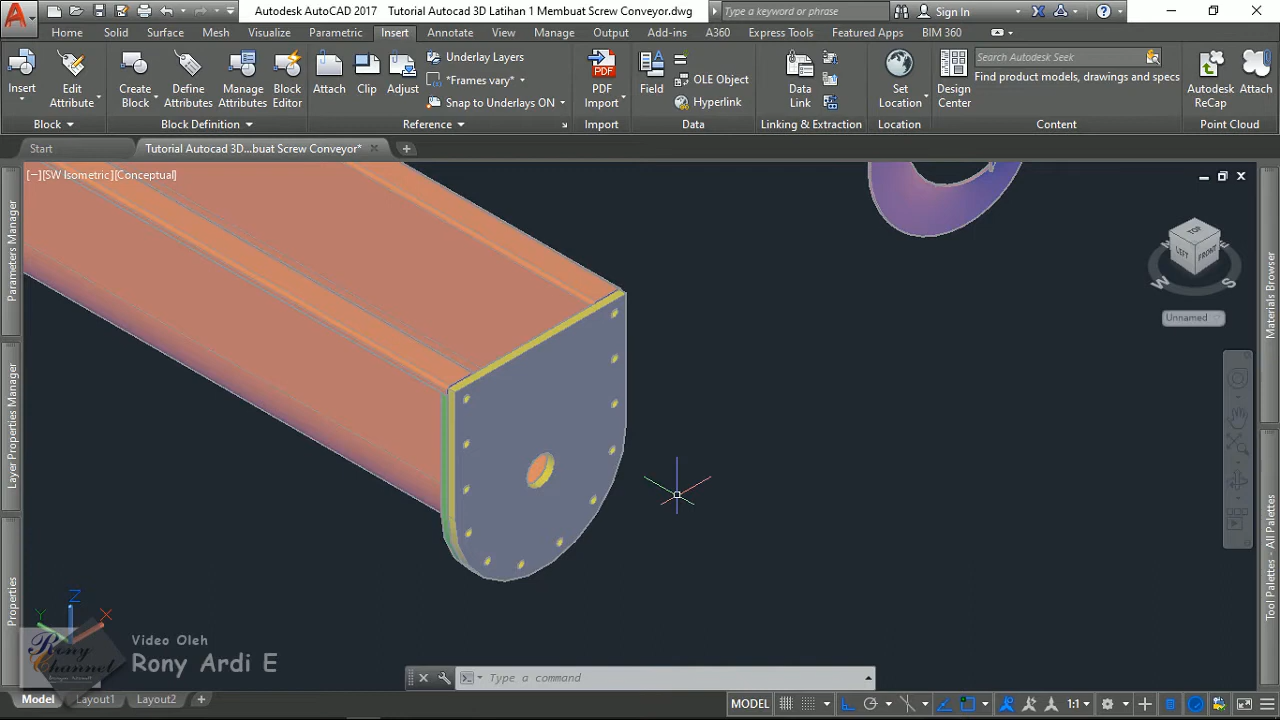 Autodesk AutoCAD 2017 Tutorial Autocad 3D Latihan 1 Membuat Screw Conveyor.dwg
Type a keyword or phrase
Sign In
Home Solid Surface Mesh Visualize Parametric Insert Annotate View Manage Output Add-ins A360 Express Tools Featured Apps BIM 360
Insert
Edit Attribute
Create Block
Define Attributes
Manage Attributes
Block Editor
Attach
Clip
Adjust
Underlay Layers
*Frames vary*
Snap to Underlays ON
PDF
PDF Import
Field
OLE Object
Hyperlink
Data Link
Set Location
Design Center
Search Autodesk Seek
Find product models, drawings and specs
Autodesk ReCap
Attach
Block Block Definition Reference Import Data Linking & Extraction Location Content Point Cloud
Start
Tutorial Autocad 3D...buat Screw Conveyor*
[−][SW Isometric][Conceptual]
Parameters Manager
Layer Properties Manager
Properties
TOP
LEFT
FRONT
W
S
E
Unnamed
Materials Browser
Tool Palettes - All Palettes
Z
Y
X
Rony
Channel
Video Oleh
Rony Ardi E
Type a command
Model Layout1 Layout2
MODEL
1:1